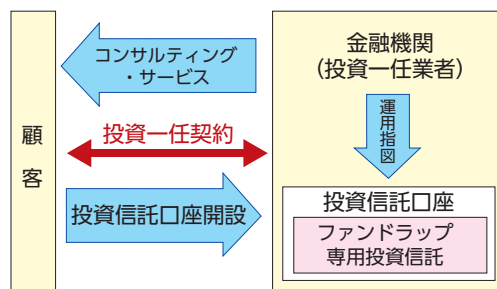 コンサルティング
・サービス
金融機関
(投資一任業者)
顧客
投資一任契約
運用指図
投資信託口座開設
投資信託口座
ファンドラップ
専用投資信託